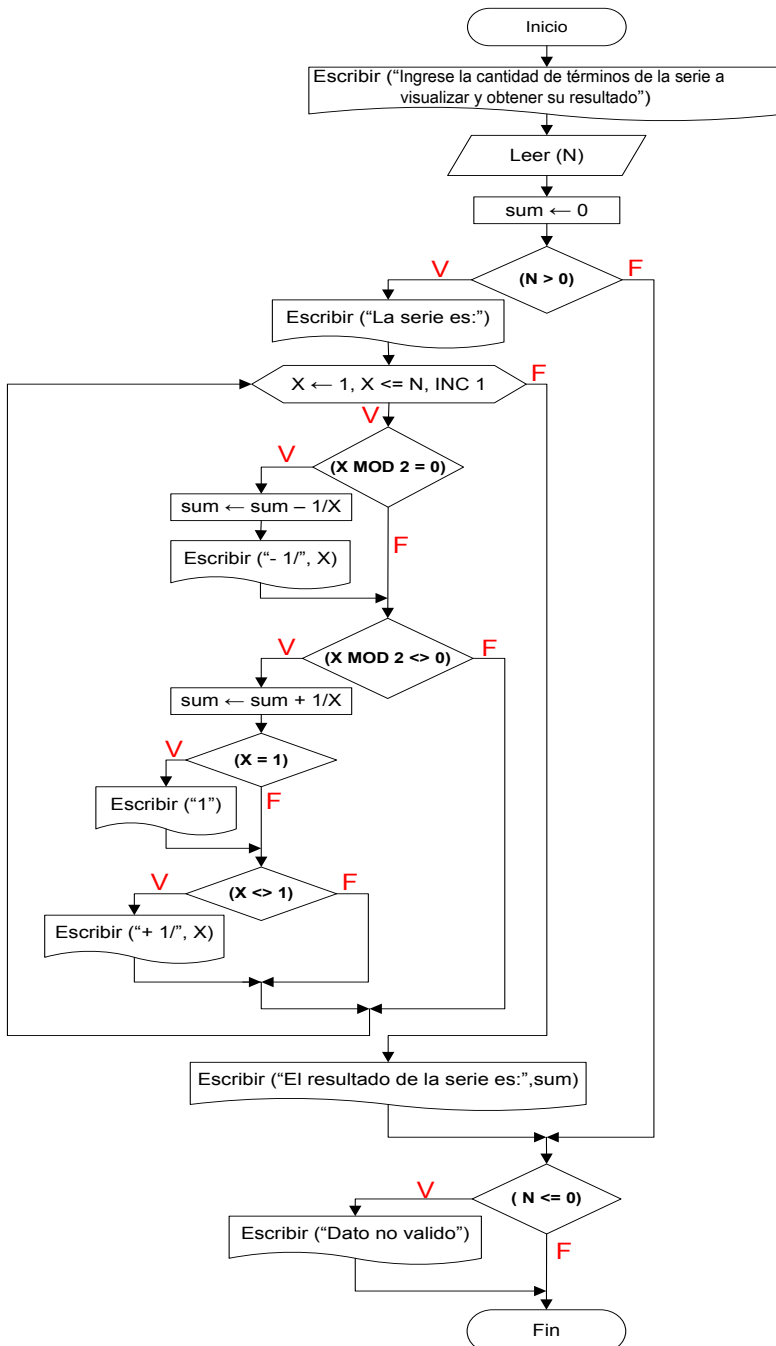 Inicio
Escribir (“Ingrese la cantidad de términos de la serie a
visualizar y obtener su resultado”)
Leer (N)
sum ← 0
(N > 0)
V
F
Escribir (“La serie es:”)
X ← 1, X <= N, INC 1
F
V
(X MOD 2 = 0)
V
sum ← sum – 1/X
F
Escribir (“- 1/”, X)
(X MOD 2 <> 0)
V
F
sum ← sum + 1/X
(X = 1)
V
F
Escribir (“1”)
(X <> 1)
V
F
Escribir (“+ 1/”, X)
Escribir (“El resultado de la serie es:”,sum)
( N <= 0)
V
F
Escribir (“Dato no valido”)
Fin